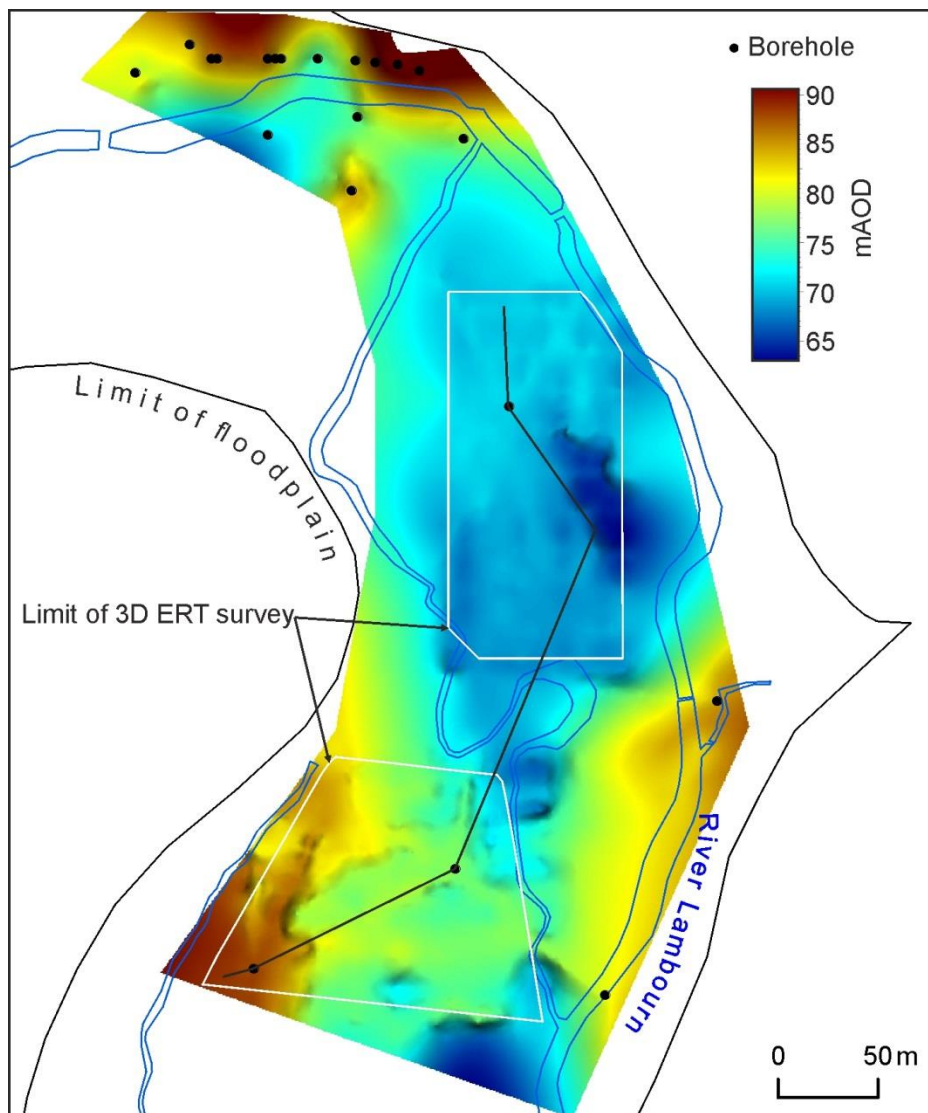 Borehole
90
85
80
75
70
65
mAOD
Limit of floodplain
Limit of 3D ERT survey
River Lambourn
0 50 m